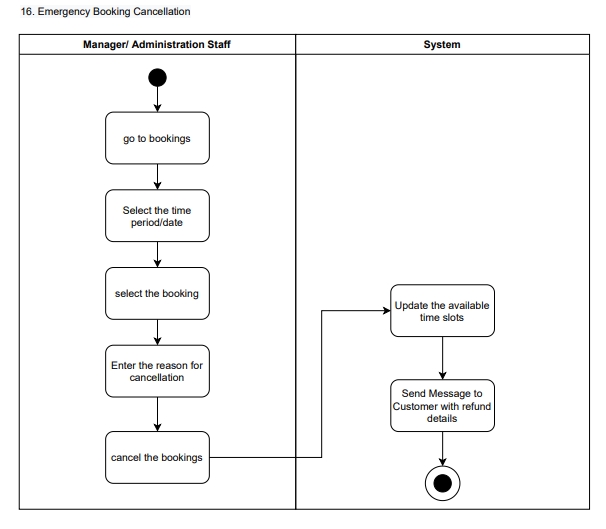 16. Emergency Booking Cancellation
Manager/ Administration Staff
System
go to bookings
Select the time
period/date
select the booking
Enter the reason for
cancellation
cancel the bookings
Update the available
time slots
Send Message to
Customer with refund
details